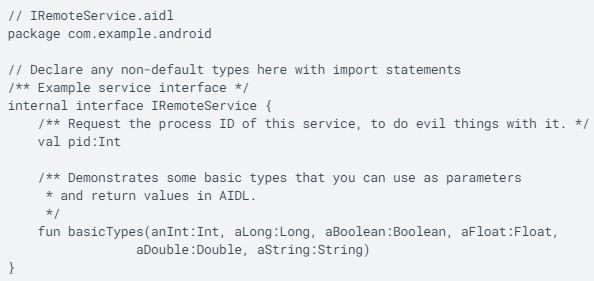 // IRemoteService.aidl
package com.example.android

// Declare any non-default types here with import statements
/** Example service interface */
internal interface IRemoteService {
    /** Request the process ID of this service, to do evil things with it. */
    val pid:Int

    /** Demonstrates some basic types that you can use as parameters
     * and return values in AIDL.
     */
    fun basicTypes(anInt:Int, aLong:Long, aBoolean:Boolean, aFloat:Float,
                 aDouble:Double, aString:String)
}